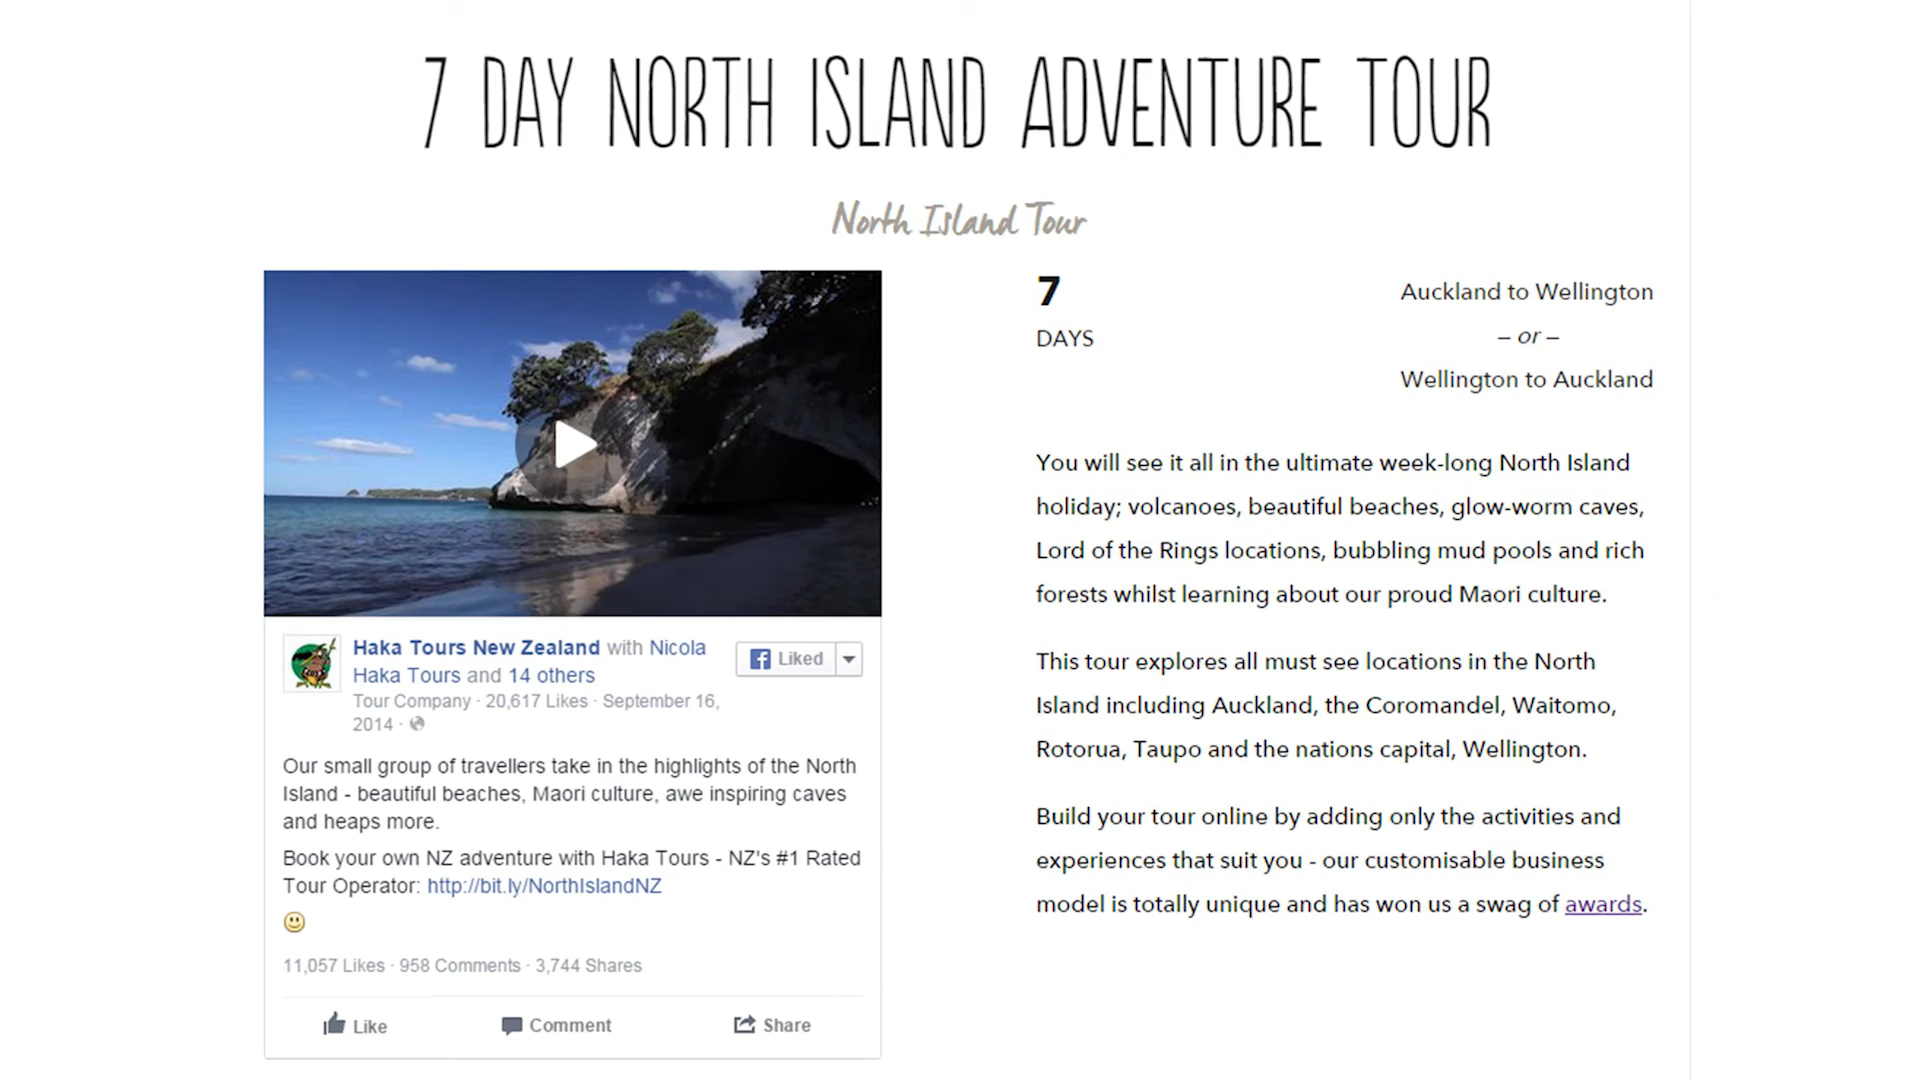 7 DAY NORTH ISLAND ADVENTURE TOUR
North Island Tour
Haka Tours New Zealand with Nicola
Haka Tours and 14 others
Tour Company · 20,617 Likes · September 16,
2014 ·
Liked
Our small group of travellers take in the highlights of the North
Island - beautiful beaches, Maori culture, awe inspiring caves
and heaps more.
Book your own NZ adventure with Haka Tours - NZ's #1 Rated
Tour Operator: http://bit.ly/NorthIslandNZ
11,057 Likes · 958 Comments · 3,744 Shares
Like
Comment
Share
7
DAYS
Auckland to Wellington
– or –
Wellington to Auckland
You will see it all in the ultimate week-long North Island
holiday; volcanoes, beautiful beaches, glow-worm caves,
Lord of the Rings locations, bubbling mud pools and rich
forests whilst learning about our proud Maori culture.
This tour explores all must see locations in the North
Island including Auckland, the Coromandel, Waitomo,
Rotorua, Taupo and the nations capital, Wellington.
Build your tour online by adding only the activities and
experiences that suit you - our customisable business
model is totally unique and has won us a swag of awards.